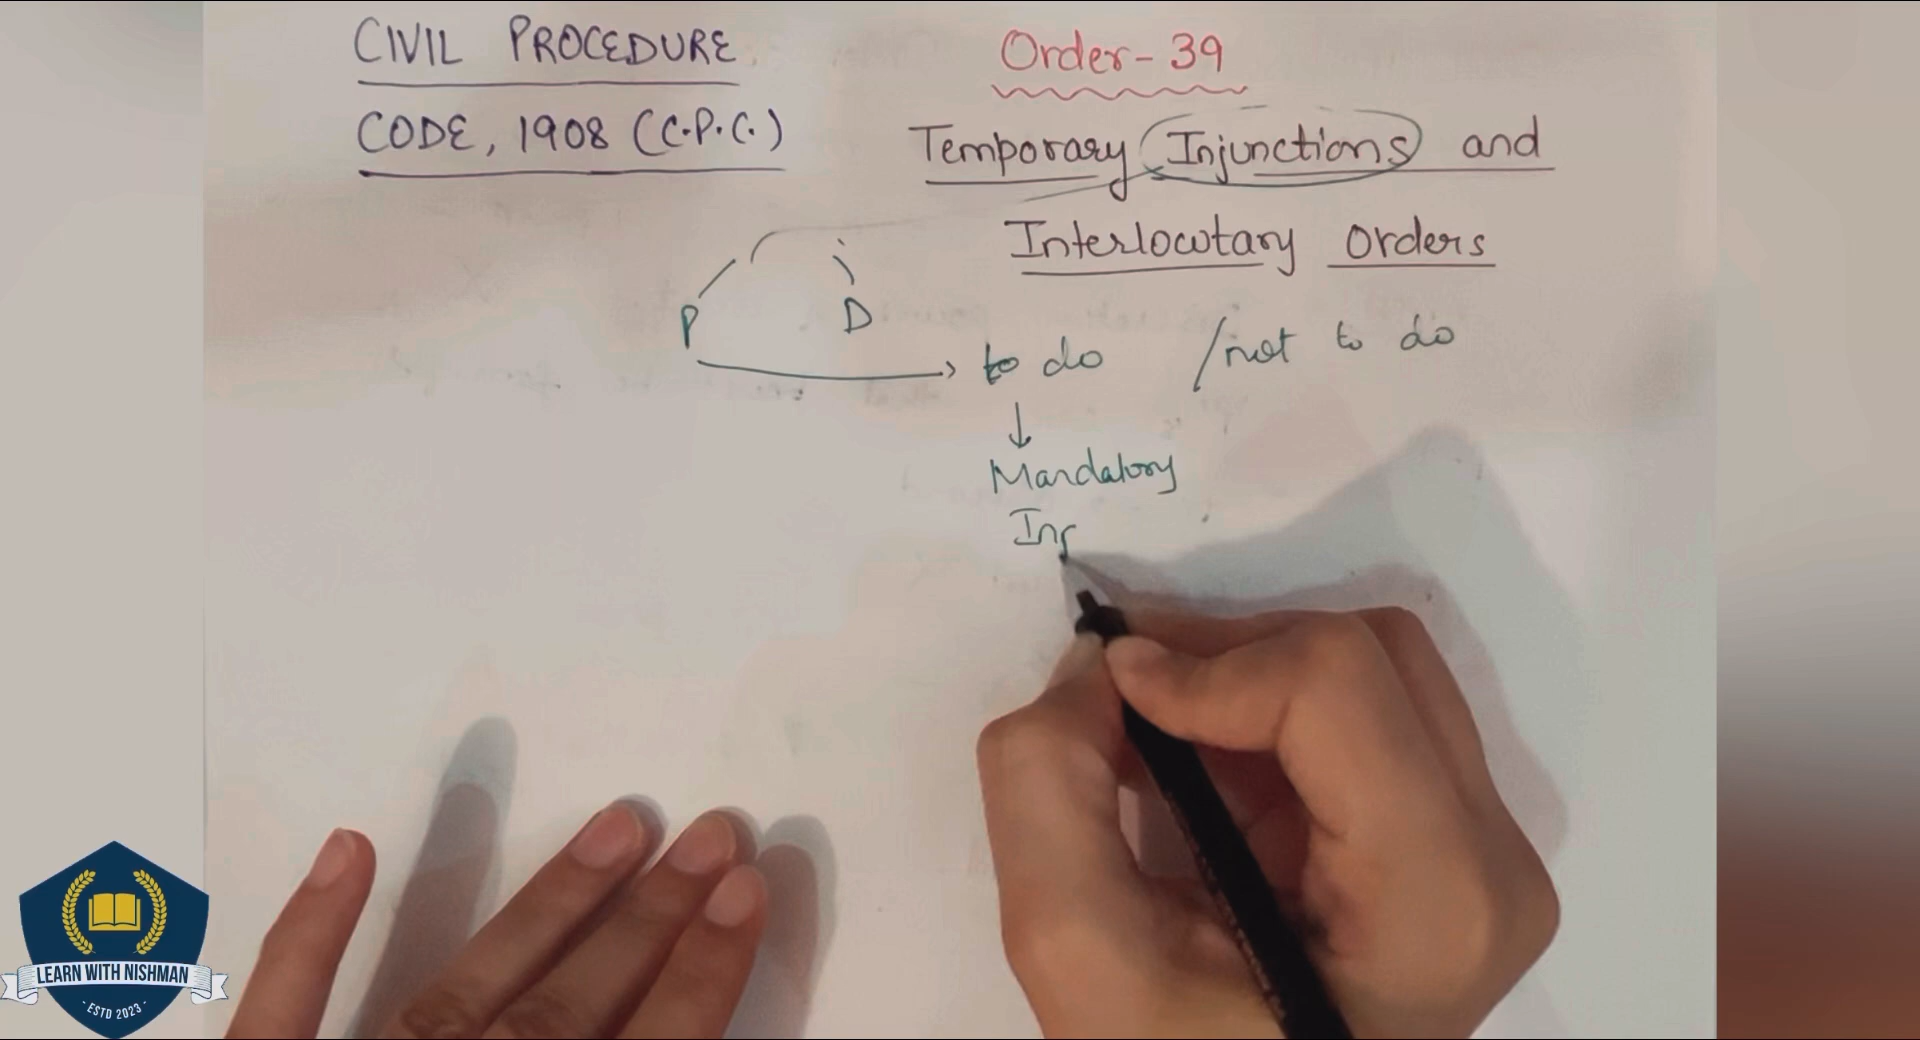 CIVIL PROCEDURE
CODE, 1908 (C.P.C.)
Order-39
Temporary Injunctions and
Interlocutary Orders
P D
to do /not to do
Mandatory
Inj
LEARN WITH NISHMAN
- ESTD 2023 -